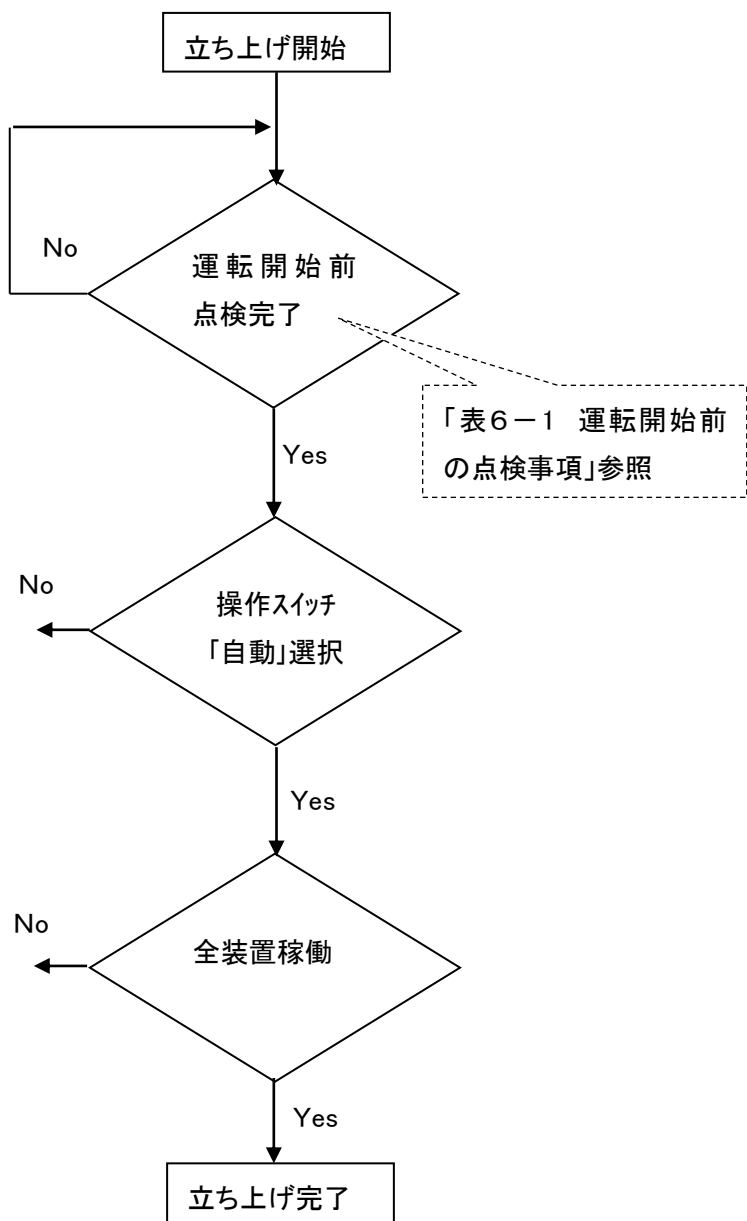 立ち上げ開始
No
運転開始前
点検完了
「表6-1　運転開始前
の点検事項」参照
Yes
No
操作スイッチ
「自動」選択
Yes
No
全装置稼働
Yes
立ち上げ完了